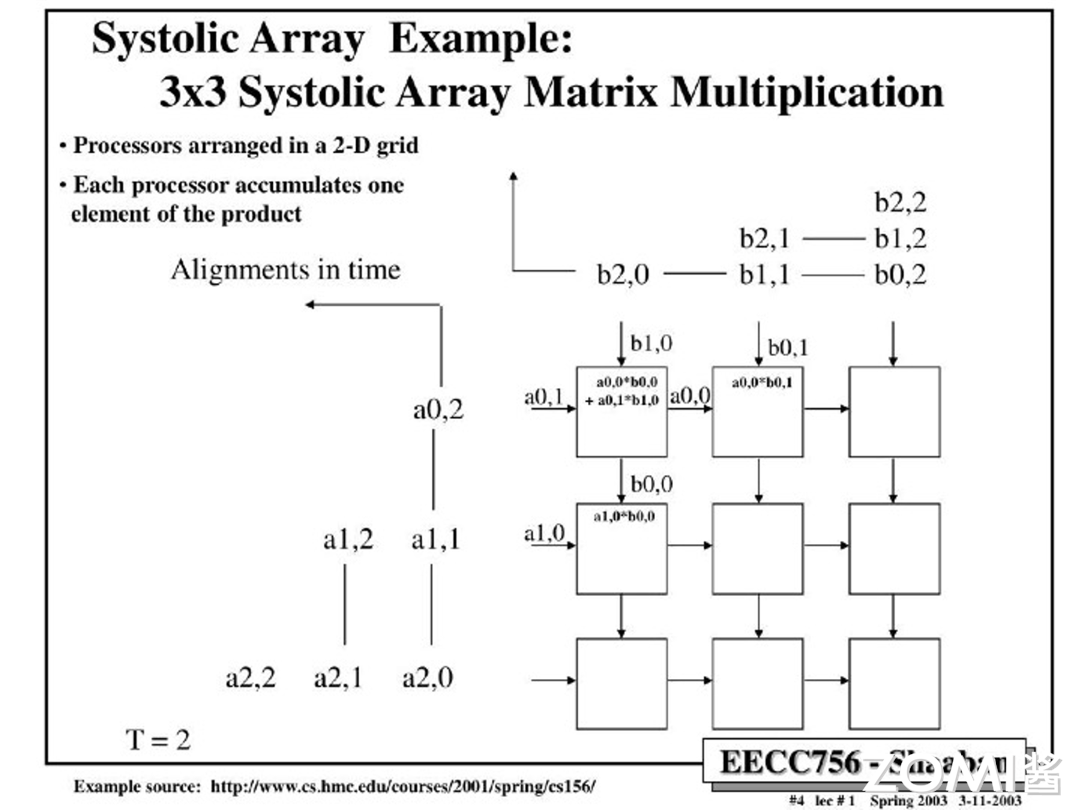 Systolic Array Example:
3x3 Systolic Array Matrix Multiplication
• Processors arranged in a 2-D grid
• Each processor accumulates one
element of the product
Alignments in time
b2,2
b2,1 b1,2
b2,0 b1,1 b0,2
b1,0 b0,1
a0,2
a0,1
a0,0*b0,0
+ a0,1*b1,0
a0,0
a0,0*b0,1
b0,0
a1,2 a1,1
a1,0
a1,0*b0,0
a2,2 a2,1 a2,0
T = 2
EECC756 - Shaaban
ZOMI酱
Example source: http://www.cs.hmc.edu/courses/2001/spring/cs156/
#4 lec # 1 Spring 2003 3-11-2003